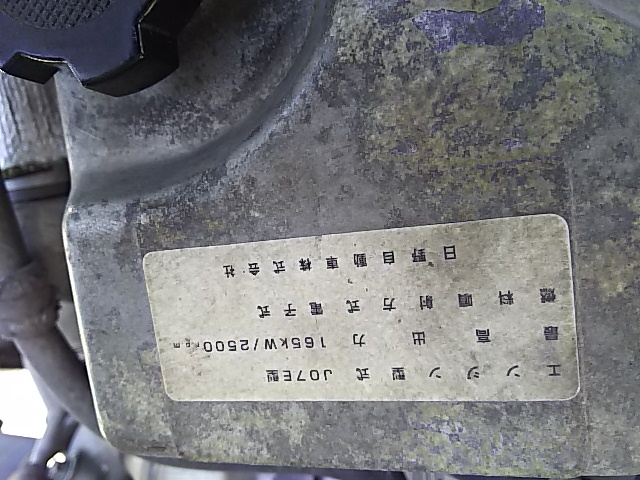 エンジン型式 J07E型
最高出力 165kW/2500rpm
燃料噴射方式 電子式
日野自動車株式会社